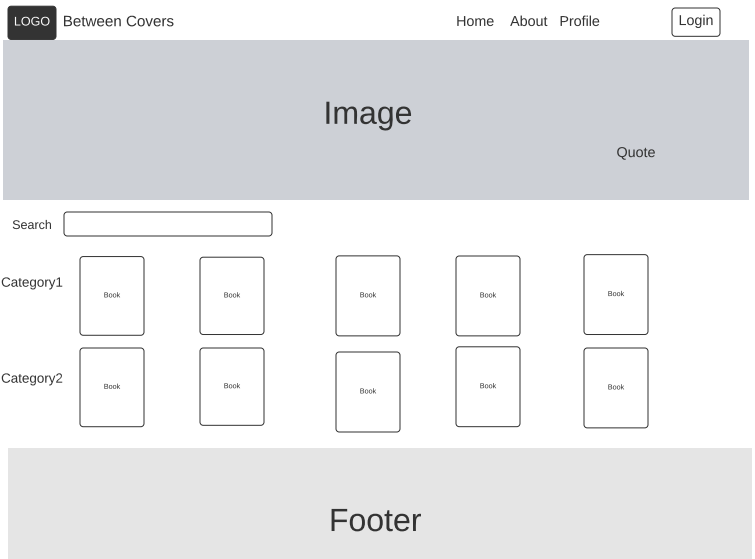 LOGO Between Covers Home About Profile Login
Image
Quote
Search
Category1 Book Book Book Book Book
Category2 Book Book Book Book Book
Footer